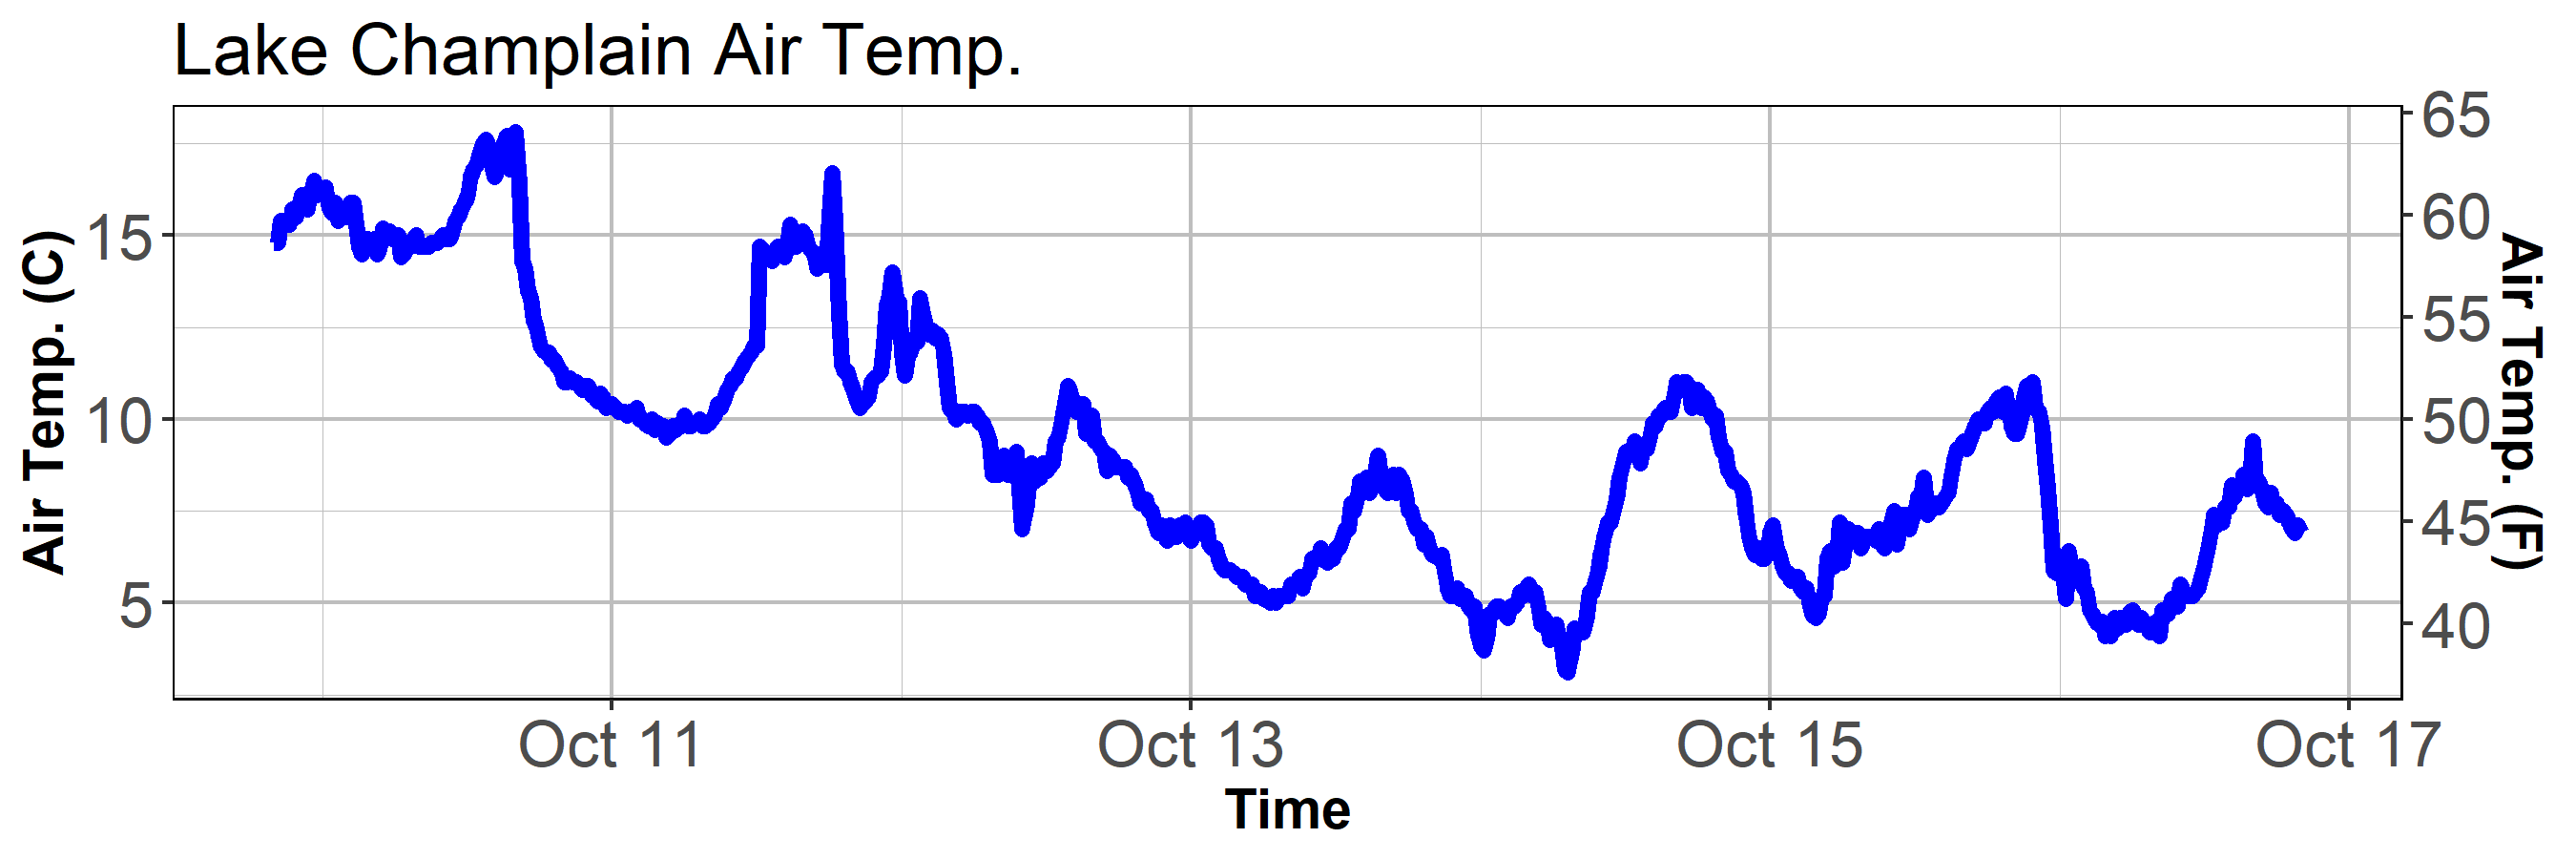 Lake Champlain Air Temp.
Air Temp. (C)
15
10
5
65
60
55
50
45
40
Air Temp. (F)
Oct 11
Oct 13
Oct 15
Oct 17
Time